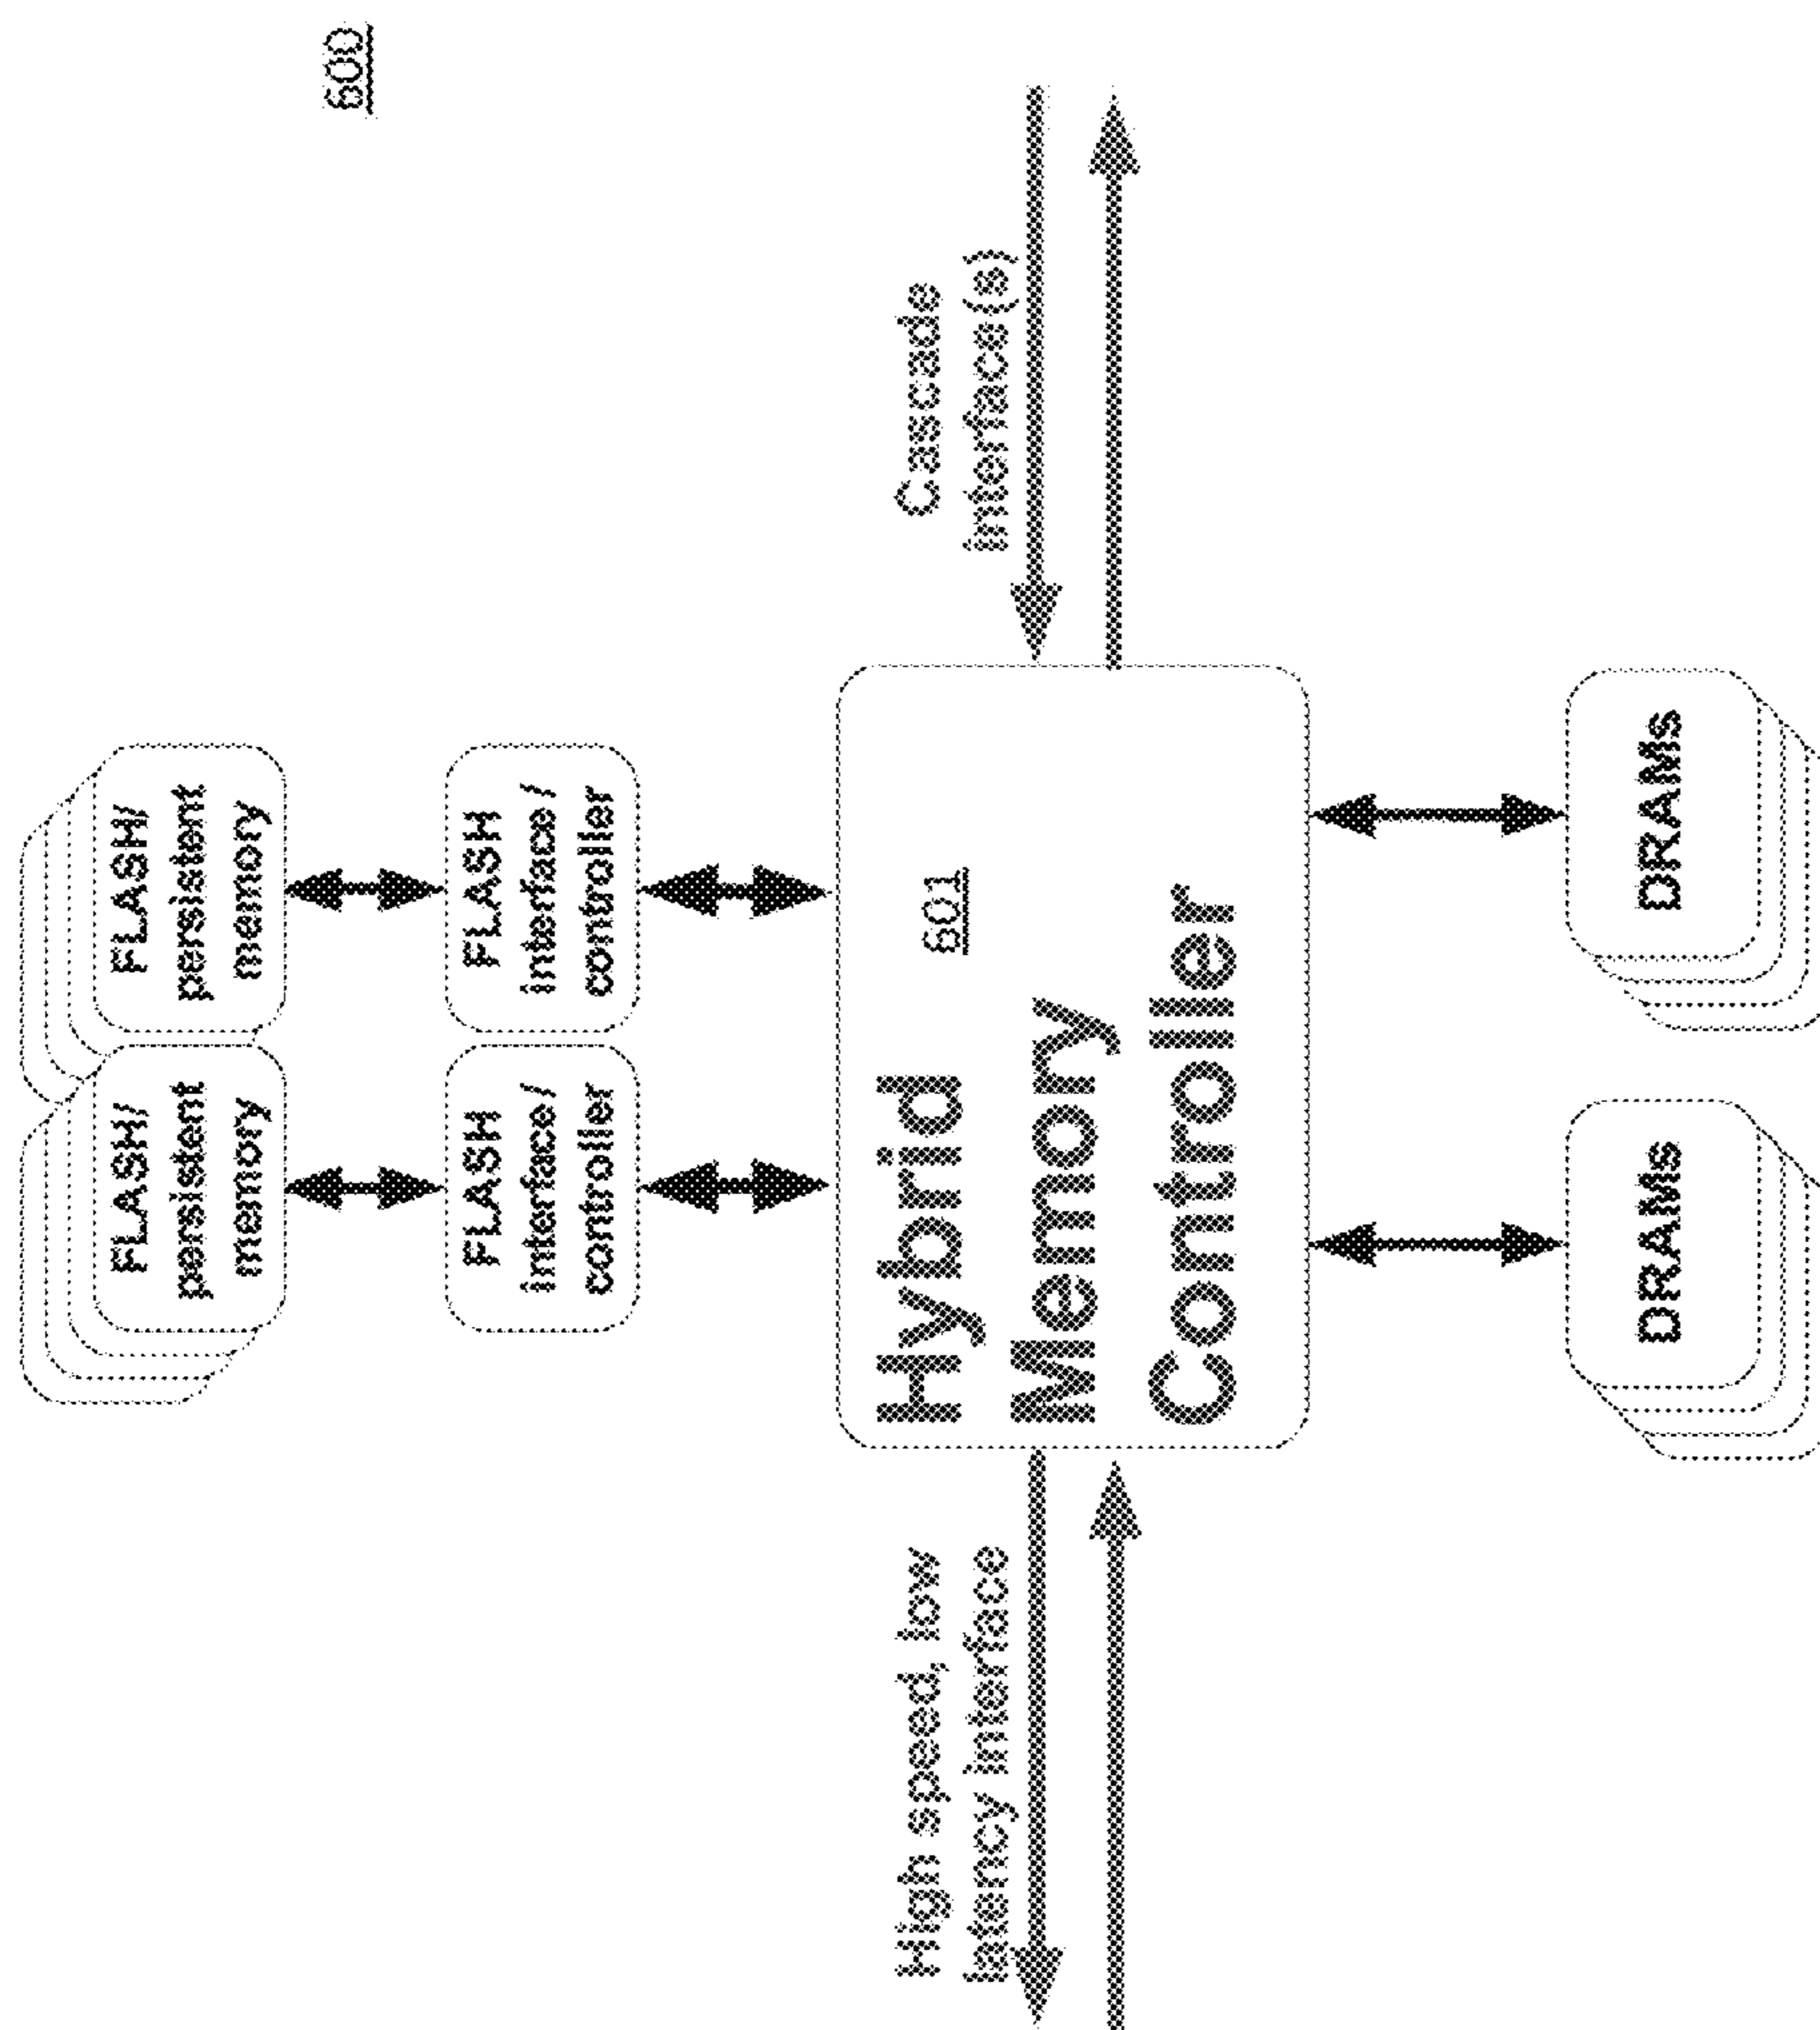 600
FLASH/
persistent
memory
FLASH/
persistent
memory
FLASH
interface/
controller
FLASH
interface/
controller
High speed, low
latency interface
Hybrid
Memory
Controller
601
Cascade
interface(s)
DRAMs
DRAMs